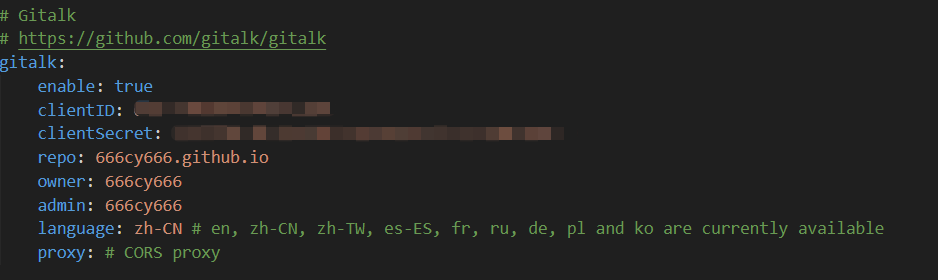 # Gitalk
# https://github.com/gitalk/gitalk
gitalk:
enable: true
clientID:
clientSecret:
repo: 666cy666.github.io
owner: 666cy666
admin: 666cy666
language: zh-CN # en, zh-CN, zh-TW, es-ES, fr, ru, de, pl and ko are currently available
proxy: # CORS proxy